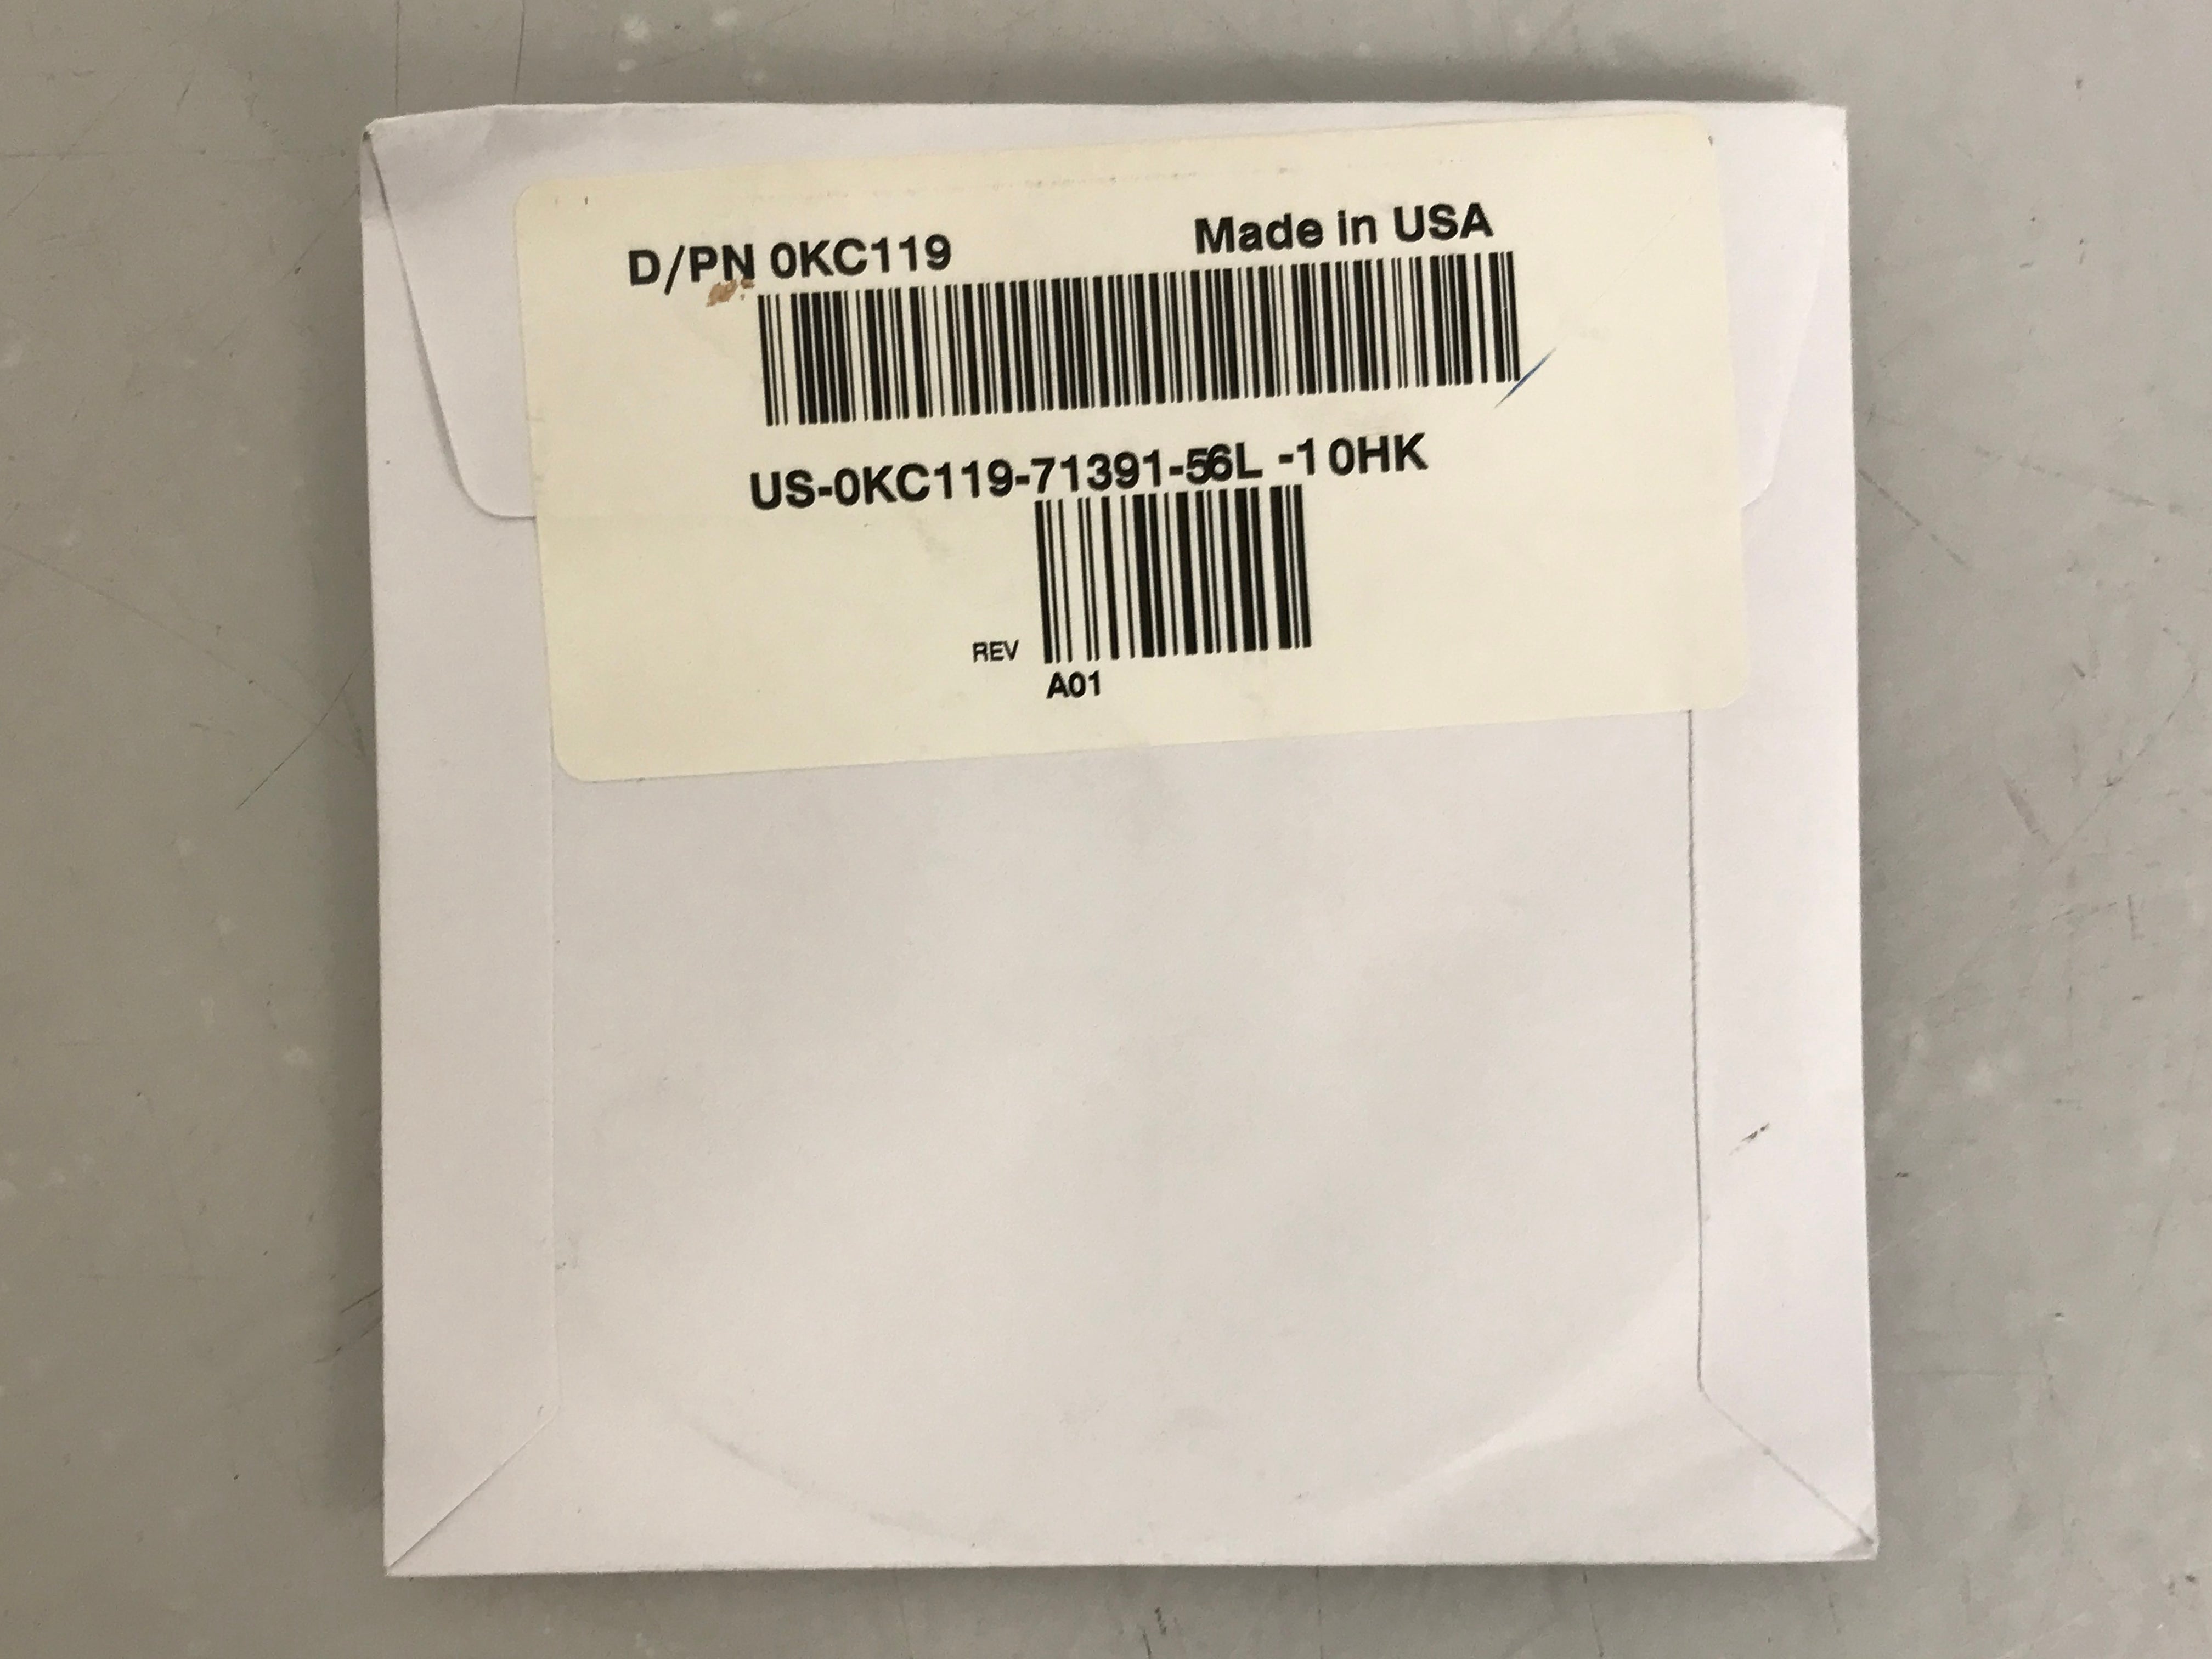 D/PN 0KC119 Made in USA
US-0KC119-71391-56L -10HK
REV
A01